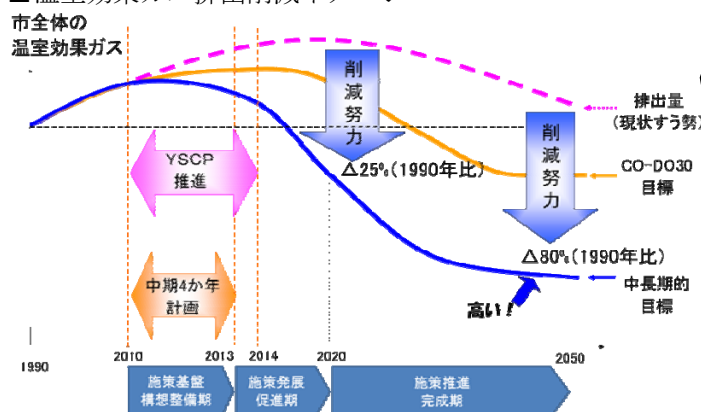 市全体の
温室効果ガス
削減努力
削減努力
排出量
(現状すう勢)
YSCP
推進
△25%(1990年比)
CO-DO30
目標
△80%(1990年比)
中期4か年
計画
高い!
中長期的
目標
1990
2010
2013
2014
2020
2050
施策基盤
構想整備期
施策発展
促進期
施策推進
完成期